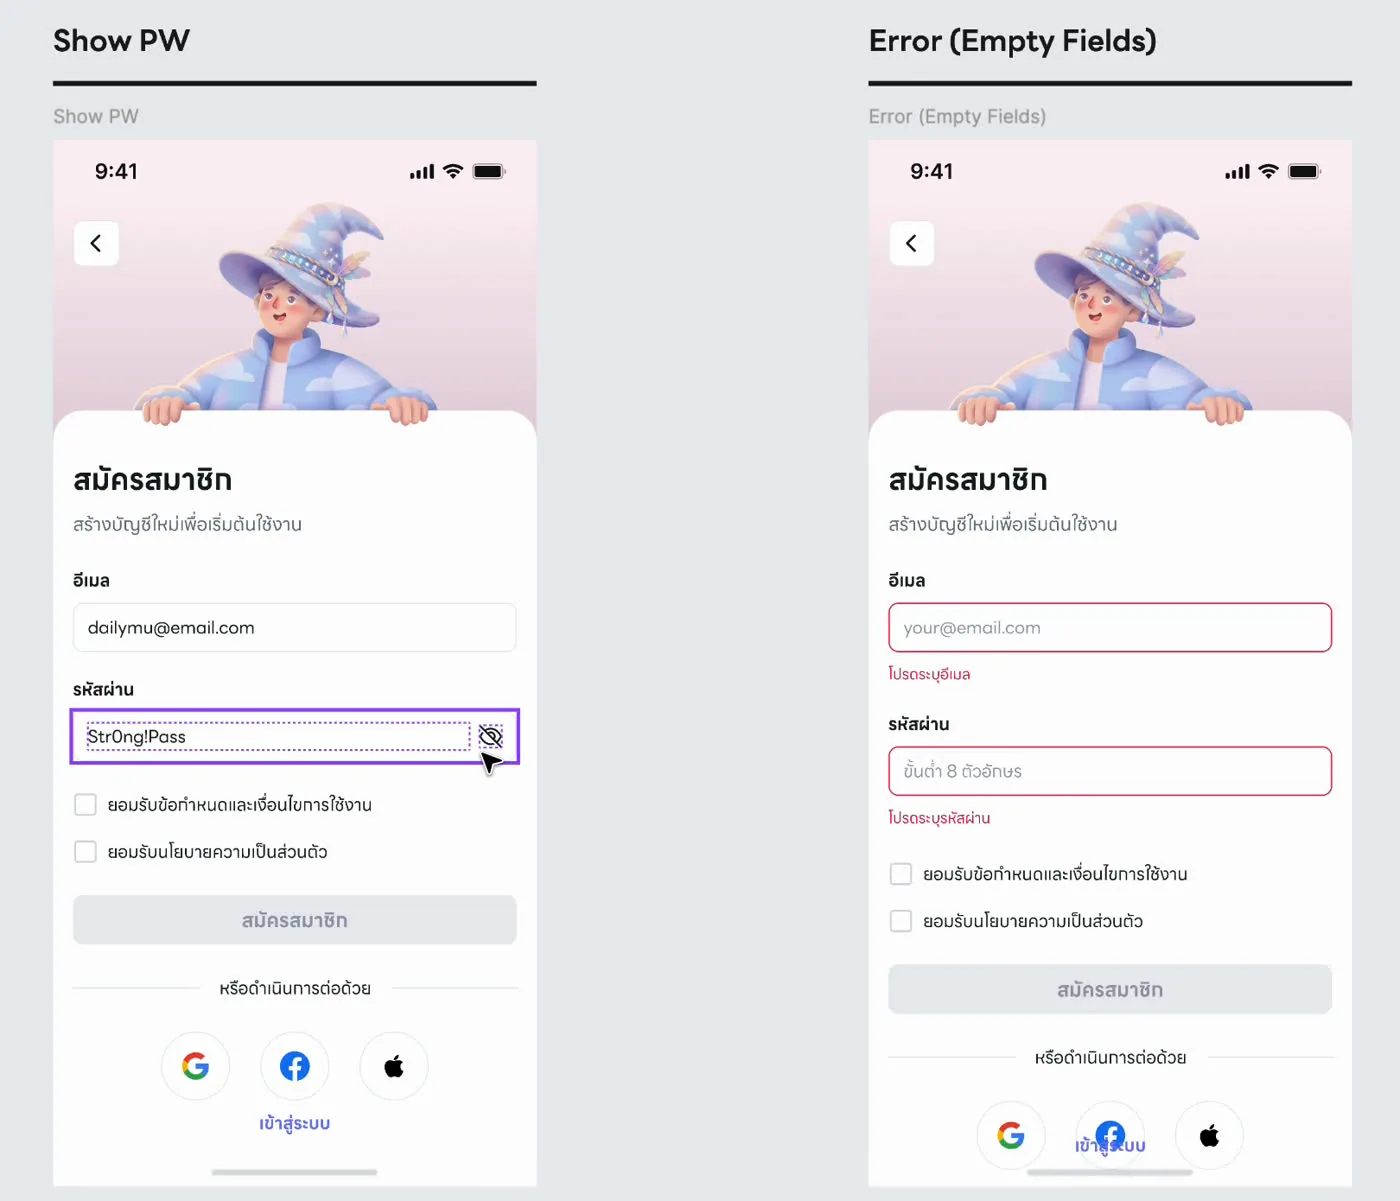 Show PW
Show PW
9:41
สมัครสมาชิก
สร้างบัญชีใหม่เพื่อเริ่มต้นใช้งาน
อีเมล
dailymu@email.com
รหัสผ่าน
Str0ng!Pass
ยอมรับข้อกำหนดและเงื่อนไขการใช้งาน
ยอมรับนโยบายความเป็นส่วนตัว
สมัครสมาชิก
หรือดำเนินการต่อด้วย
เข้าสู่ระบบ
Error (Empty Fields)
Error (Empty Fields)
9:41
สมัครสมาชิก
สร้างบัญชีใหม่เพื่อเริ่มต้นใช้งาน
อีเมล
your@email.com
โปรดระบุอีเมล
รหัสผ่าน
ขั้นต่ำ 8 ตัวอักษร
โปรดระบุรหัสผ่าน
ยอมรับข้อกำหนดและเงื่อนไขการใช้งาน
ยอมรับนโยบายความเป็นส่วนตัว
สมัครสมาชิก
หรือดำเนินการต่อด้วย
เข้าสู่ระบบ